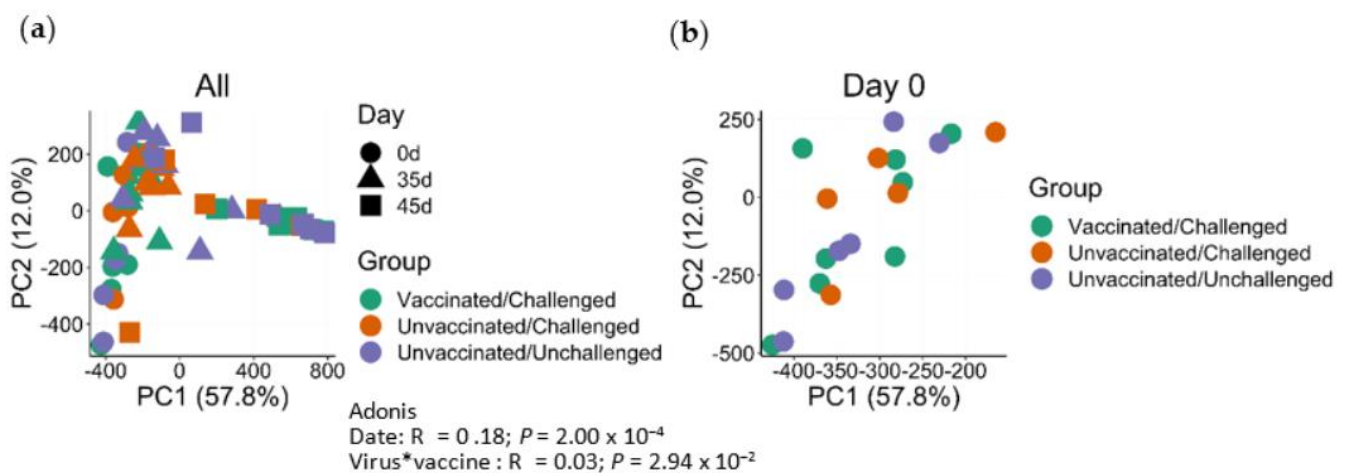 (a)
(b)
All
Day 0
200
0
-200
-400
PC2 (12.0%)
-400
0
400
800
PC1 (57.8%)
Day
0d
35d
45d
Group
Vaccinated/Challenged
Unvaccinated/Challenged
Unvaccinated/Unchallenged
Adonis
Date: R = 0 .18; P = 2.00 x 10⁻⁴
Virus*vaccine : R = 0.03; P = 2.94 x 10⁻²
250
0
-250
-500
PC2 (12.0%)
-400-350-300-250-200
PC1 (57.8%)
Group
Vaccinated/Challenged
Unvaccinated/Challenged
Unvaccinated/Unchallenged